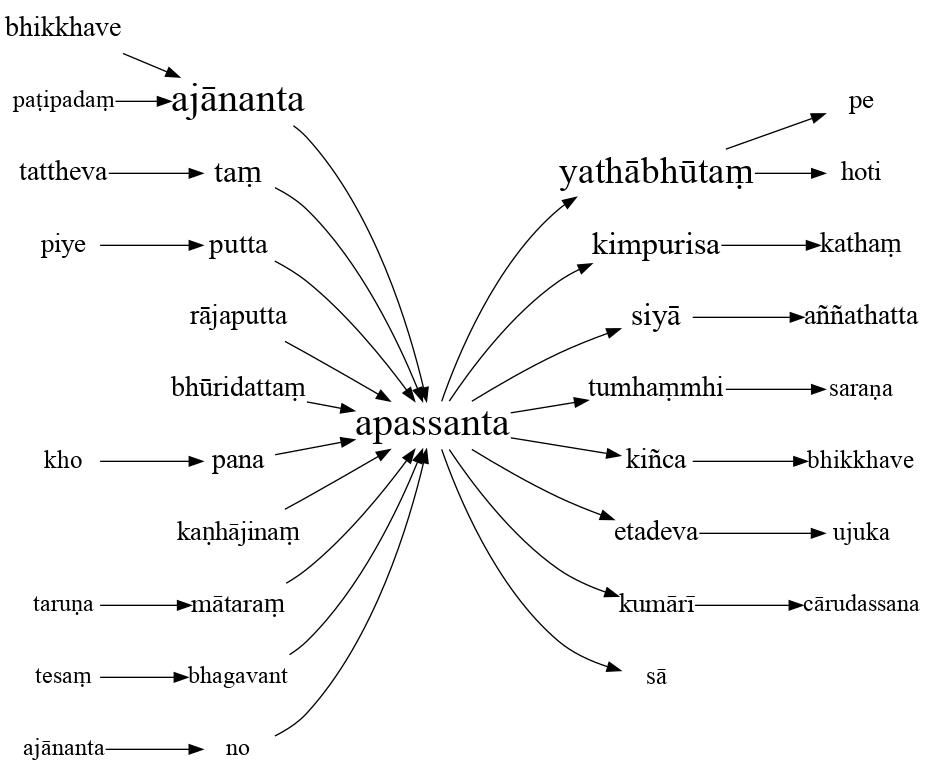 bhikkhave
paṭipadaṃ ajānanta pe
tattheva taṃ yathābhūtaṃ hoti
piye putta kimpurisa kathaṃ
rājaputta siyā aññathatta
bhūridattaṃ tumhaṃmhi saraṇa
apassanta
kho pana kiñca bhikkhave
kaṇhājinaṃ etadeva ujuka
taruṇa mātaraṃ kumārī cārudassana
tesaṃ bhagavant sā
ajānanta no